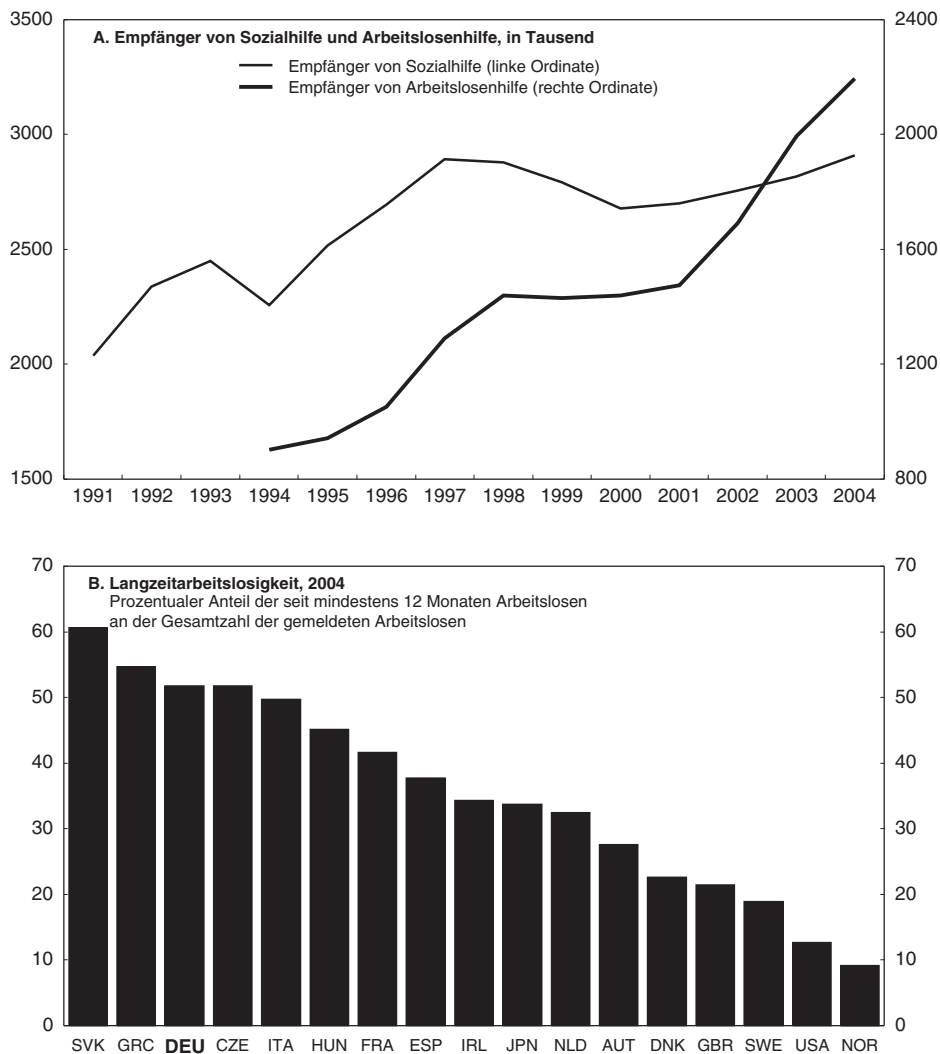 3500 2400
A. Empfänger von Sozialhilfe und Arbeitslosenhilfe, in Tausend
Empfänger von Sozialhilfe (linke Ordinate)
Empfänger von Arbeitslosenhilfe (rechte Ordinate)
3000 2000
2500 1600
2000 1200
1500 800
1991 1992 1993 1994 1995 1996 1997 1998 1999 2000 2001 2002 2003 2004
70 70
B. Langzeitarbeitslosigkeit, 2004
Prozentualer Anteil der seit mindestens 12 Monaten Arbeitslosen
an der Gesamtzahl der gemeldeten Arbeitslosen
60 60
50 50
40 40
30 30
20 20
10 10
0 0
SVK GRC DEU CZE ITA HUN FRA ESP IRL JPN NLD AUT DNK GBR SWE USA NOR